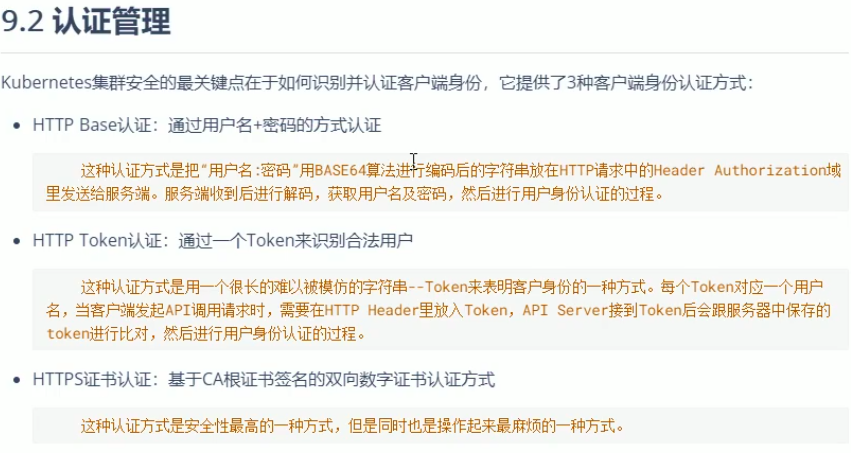 9.2 认证管理
Kubernetes集群安全的最关键点在于如何识别并认证客户端身份，它提供了3种客户端身份认证方式：
HTTP Base认证：通过用户名+密码的方式认证
这种认证方式是把“用户名:密码”用BASE64算法进行编码后的字符串放在HTTP请求中的Header Authorization域
里发送给服务端。服务端收到后进行解码，获取用户名及密码，然后进行用户身份认证的过程。
HTTP Token认证：通过一个Token来识别合法用户
这种认证方式是用一个很长的难以被模仿的字符串--Token来表明客户身份的一种方式。每个Token对应一个用户
名，当客户端发起API调用请求时，需要在HTTP Header里放入Token，API Server接到Token后会跟服务器中保存的
token进行比对，然后进行用户身份认证的过程。
HTTPS证书认证：基于CA根证书签名的双向数字证书认证方式
这种认证方式是安全性最高的一种方式，但是同时也是操作起来最麻烦的一种方式。